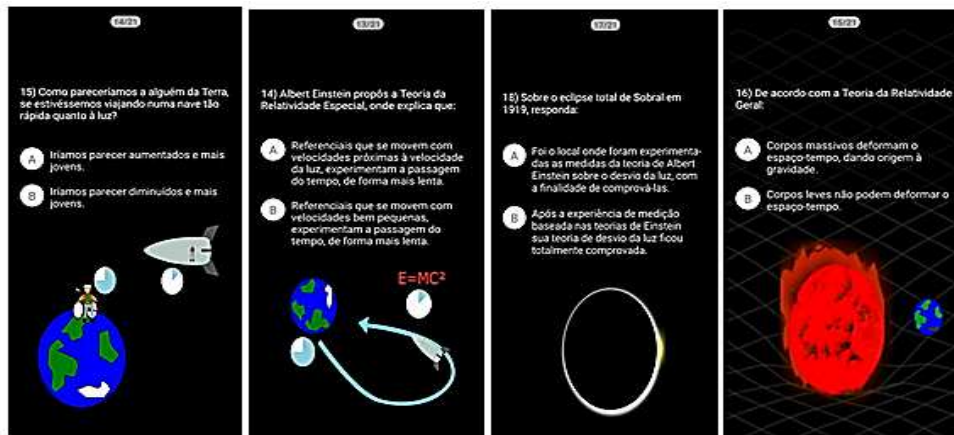 14/21
15) Como pareceríamos a alguém da Terra,
se estivéssemos viajando numa nave tão
rápida quanto à luz?
A
Iríamos parecer aumentados e mais
jovens.
B
Iríamos parecer diminuídos e mais
jovens.
13/21
14) Albert Einstein propôs a Teoria da
Relatividade Especial, onde explica que:
A
Referenciais que se movem com
velocidades próximas à velocidade
da luz, experimentam a passagem
do tempo, de forma mais lenta.
B
Referenciais que se movem com
velocidades bem pequenas,
experimentam a passagem do
tempo, de forma mais lenta.
E=MC²
17/21
18) Sobre o eclipse total de Sobral em
1919, responda:
A
Foi o local onde foram experimenta-
das as medidas da teoria de Albert
Einstein sobre o desvio da luz, com
a finalidade de comprová-las.
B
Após a experiência de medição
baseada nas teorias de Einstein
sua teoria de desvio da luz ficou
totalmente comprovada.
15/21
16) De acordo com a Teoria da Relatividade
Geral:
A
Corpos massivos deformam o
espaço-tempo, dando origem à
gravidade.
B
Corpos leves não podem deformar o
espaço-tempo.